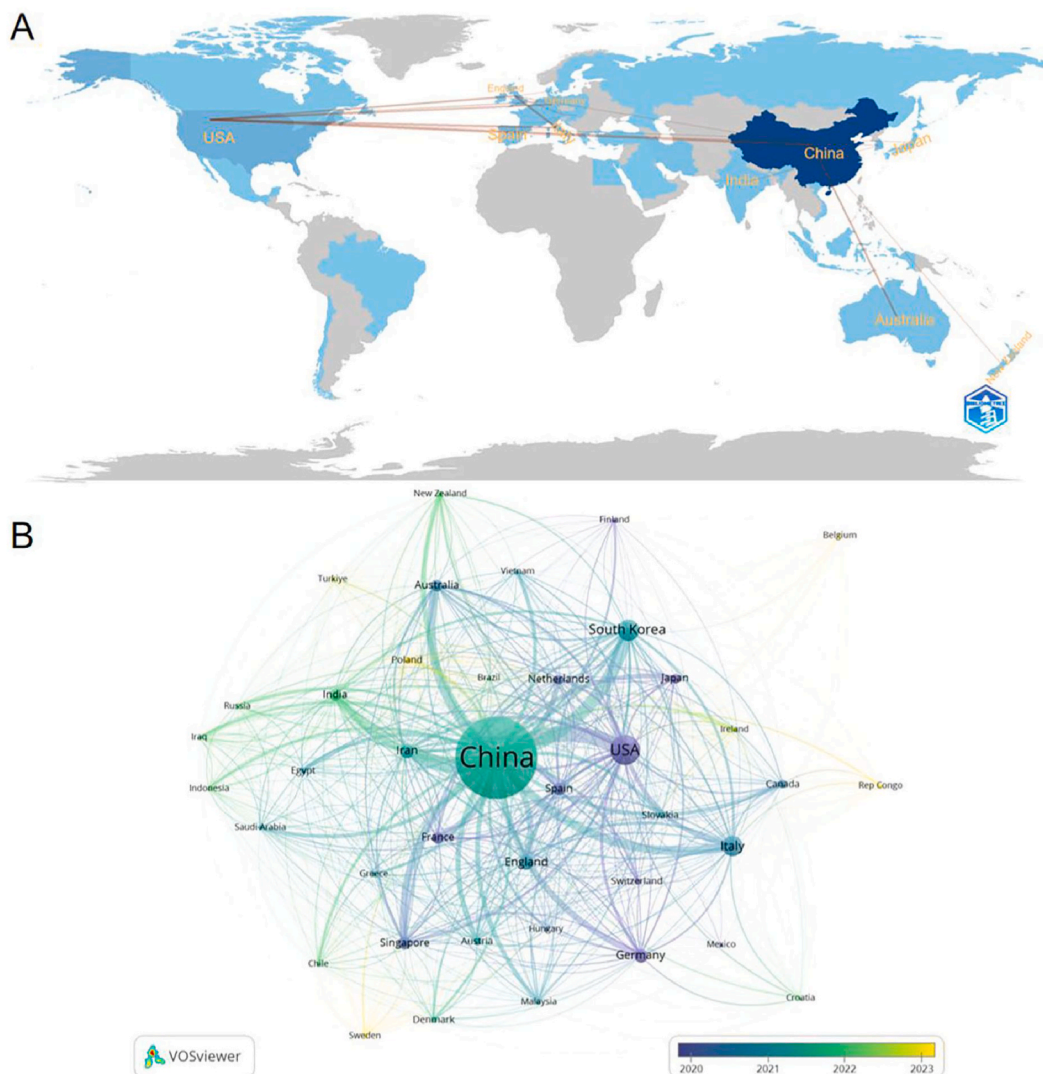 A
England
Germany
USA
Spain
China
Japan
India
Australia
New Zealand
B
New Zealand
Finland
Belgium
Turkiye
Australia
Vietnam
South Korea
Poland
Brazil
Netherlands
Japan
India
Russia
Iraq
Iran
China
USA
Ireland
Egypt
Indonesia
Spain
Canada
Rep Congo
Slovakia
Saudi Arabia
France
England
Italy
Greece
Switzerland
Hungary
Singapore
Austria
Germany
Mexico
Chile
Malaysia
Croatia
Denmark
Sweden
VOSviewer
2020 2021 2022 2023